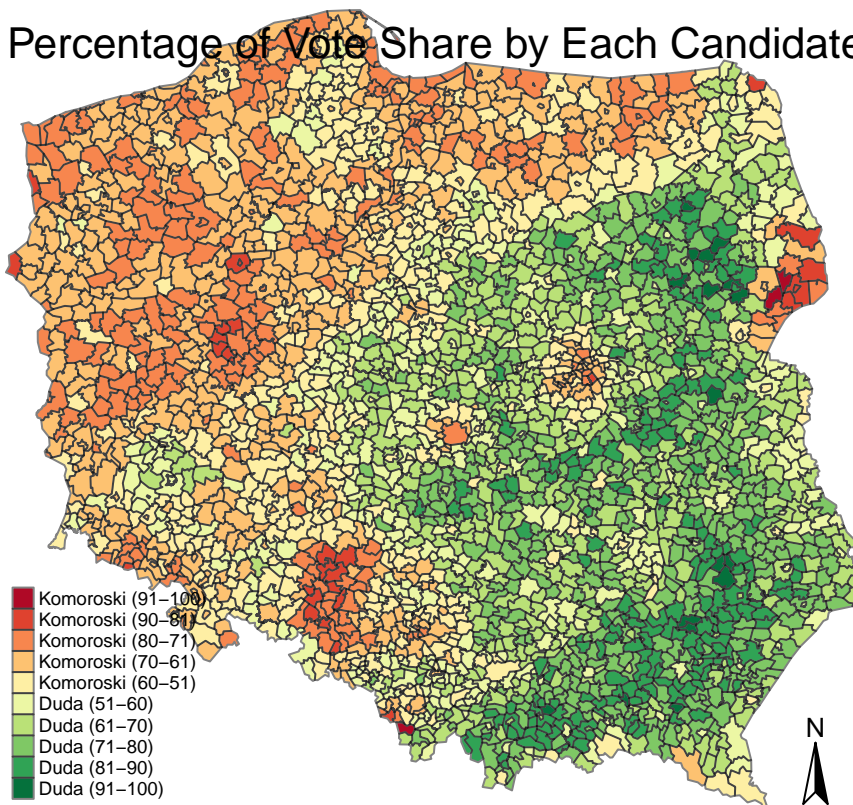 Percentage of Vote Share by Each Candidate
Komoroski (91–100)
Komoroski (90–81)
Komoroski (80–71)
Komoroski (70–61)
Komoroski (60–51)
Duda (51–60)
Duda (61–70)
Duda (71–80)
Duda (81–90)
Duda (91–100)
N